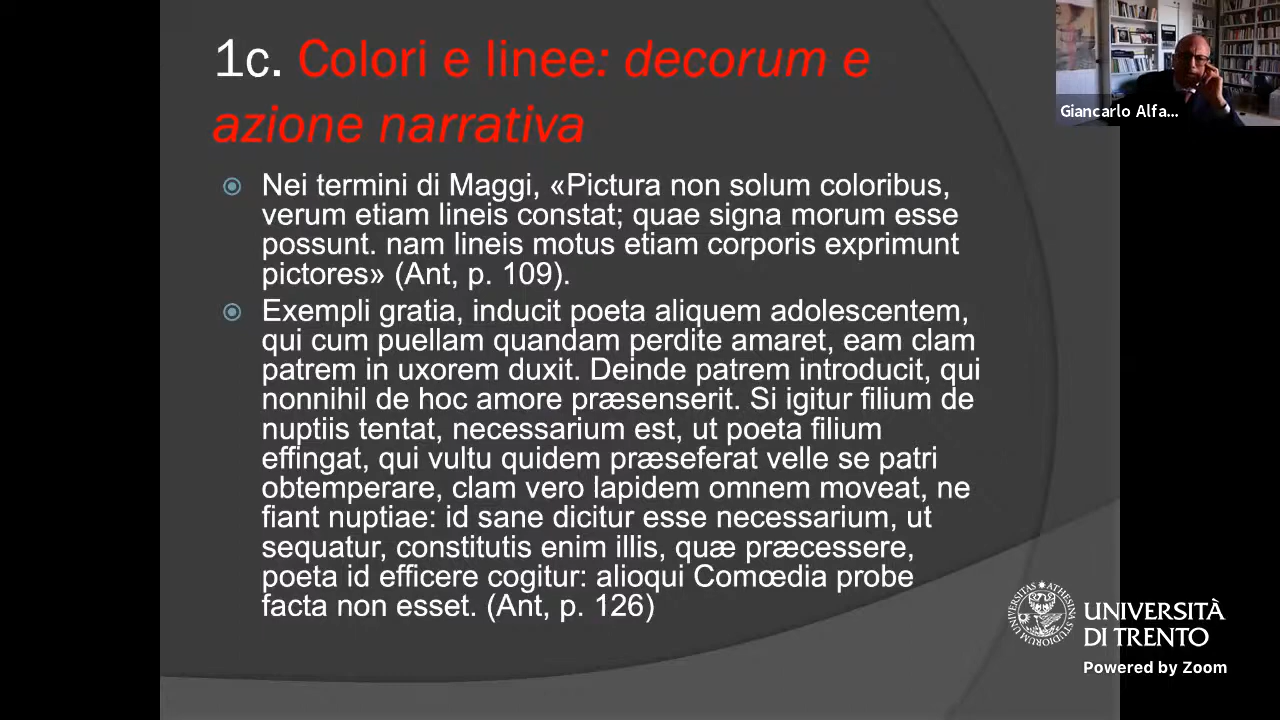 1c. Colori e linee: decorum e
azione narrativa
Nei termini di Maggi, «Pictura non solum coloribus,
verum etiam lineis constat; quae signa morum esse
possunt. nam lineis motus etiam corporis exprimunt
pictores» (Ant, p. 109).
Exempli gratia, inducit poeta aliquem adolescentem,
qui cum puellam quandam perdite amaret, eam clam
patrem in uxorem duxit. Deinde patrem introducit, qui
nonnihil de hoc amore præsenserit. Si igitur filium de
nuptiis tentat, necessarium est, ut poeta filium
effingat, qui vultu quidem præseferat velle se patri
obtemperare, clam vero lapidem omnem moveat, ne
fiant nuptiae: id sane dicitur esse necessarium, ut
sequatur, constitutis enim illis, quæ præcessere,
poeta id efficere cogitur: alioqui Comœdia probe
facta non esset. (Ant, p. 126)
Giancarlo Alfa...
UNIVERSITÀ
DI TRENTO
Powered by Zoom